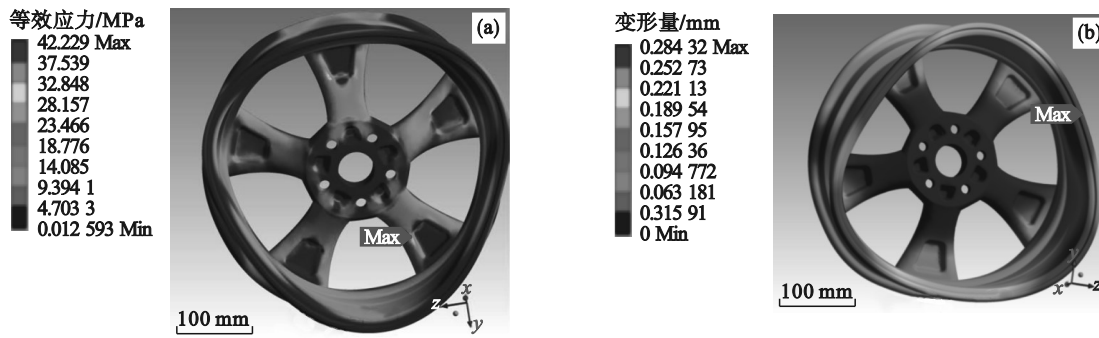 等效应力/MPa
42.229 Max
37.539
32.848
28.157
23.466
18.776
14.085
9.394 1
4.703 3
0.012 593 Min
(a)
Max
100 mm
x
z
y
变形量/mm
0.284 32 Max
0.252 73
0.221 13
0.189 54
0.157 95
0.126 36
0.094 772
0.063 181
0.315 91
0 Min
(b)
Max
100 mm
y
x
z